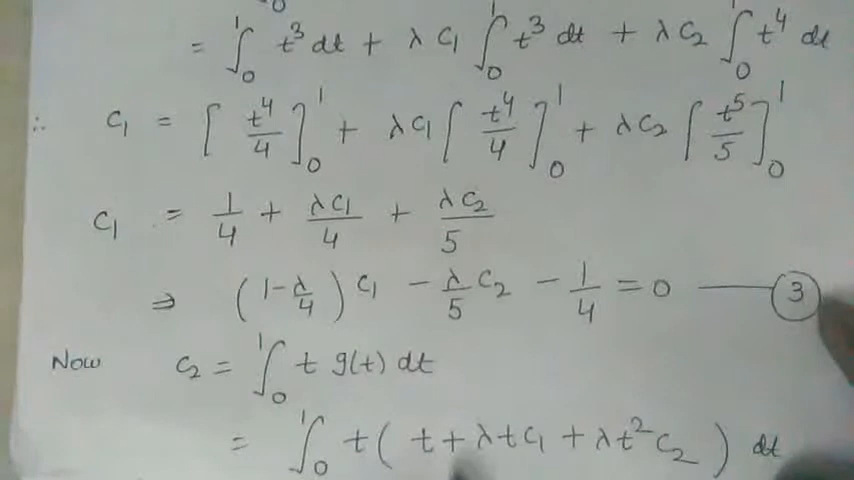 = ∫₀¹ t³ dt + λ c₁ ∫₀¹ t³ dt + λ c₂ ∫₀¹ t⁴ dt
∴ c₁ = [ t⁴/4 ]₀¹ + λc₁ [ t⁴/4 ]₀¹ + λc₂ [ t⁵/5 ]₀¹
c₁ = 1/4 + λc₁/4 + λc₂/5
⇒ (1-λ/4) c₁ - λ/5 c₂ - 1/4 = 0 —— ③
Now c₂ = ∫₀¹ t g(t) dt
= ∫₀¹ t ( t + λtc₁ + λt²c₂ ) dt